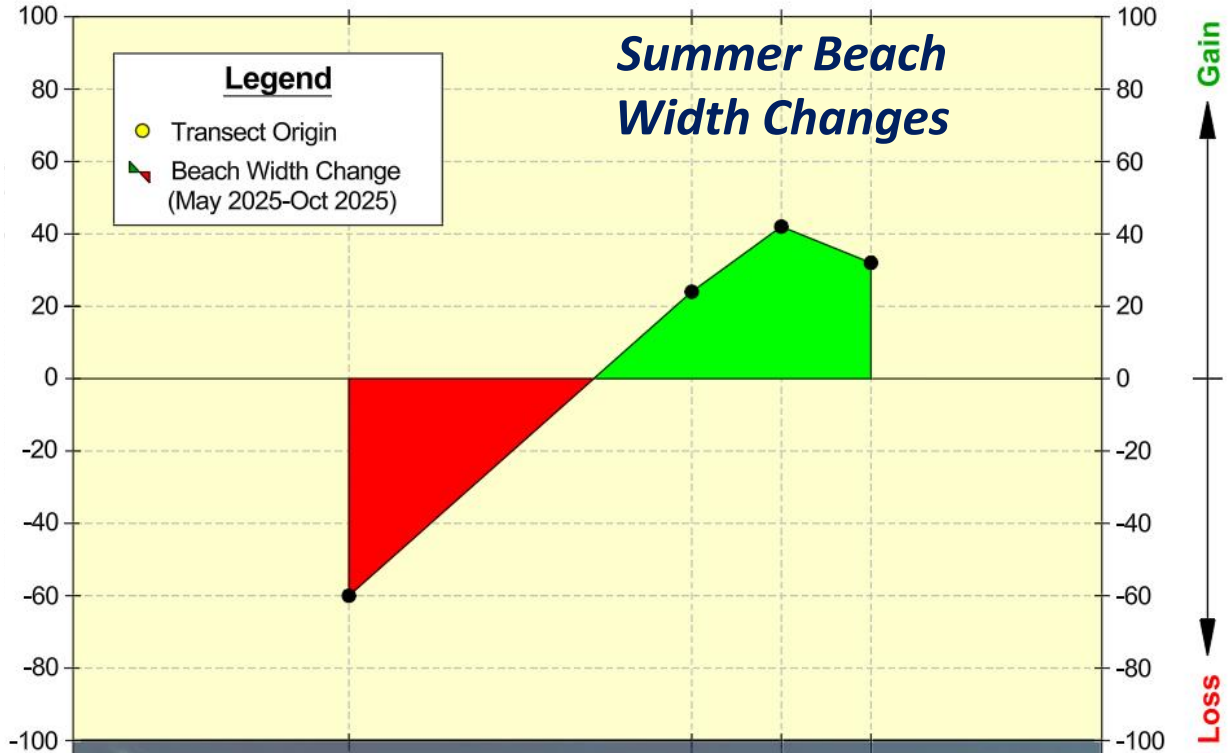 Summer Beach
Width Changes
Legend
Transect Origin
Beach Width Change
(May 2025-Oct 2025)
100
80
60
40
20
0
-20
-40
-60
-80
-100
100
80
60
40
20
0
-20
-40
-60
-80
-100
Gain
Loss